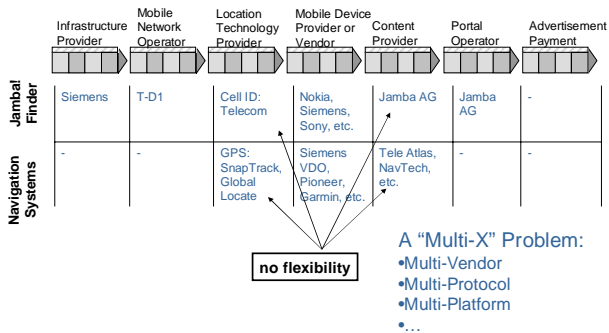 Infrastructure
Provider
Mobile
Network
Operator
Location
Technology
Provider
Mobile Device
Provider or
Vendor
Content
Provider
Portal
Operator
Advertisement
Payment
Jamba!
Finder
Siemens
T-D1
Cell ID:
Telecom
Nokia,
Siemens,
Sony, etc.
Jamba AG
Jamba
AG
-
Navigation
Systems
-
-
GPS:
SnapTrack,
Global
Locate
Siemens
VDO,
Pioneer,
Garmin, etc.
Tele Atlas,
NavTech,
etc.
-
-
no flexibility
A “Multi-X” Problem:
•Multi-Vendor
•Multi-Protocol
•Multi-Platform
•…